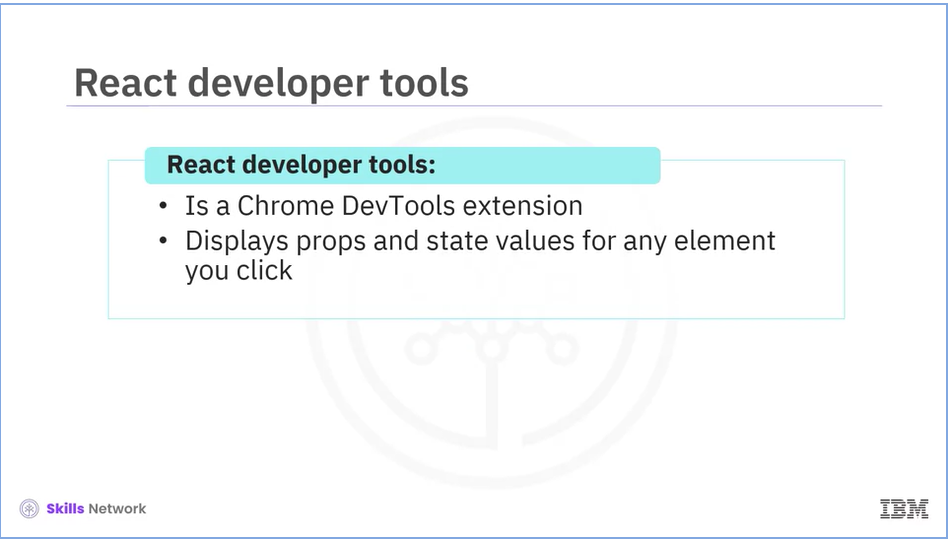 React developer tools
React developer tools:
• Is a Chrome DevTools extension
• Displays props and state values for any element
you click
Skills Network
IBM